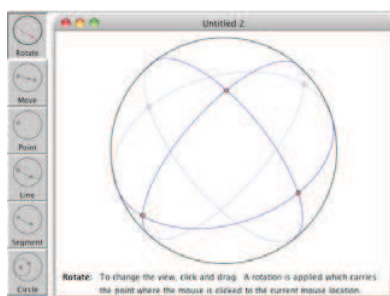 Untitled 2
Rotate
Move
Point
Line
Segment
Circle
Rotate: To change the view, click and drag. A rotation is applied which carries
the point where the mouse is clicked to the current mouse location.